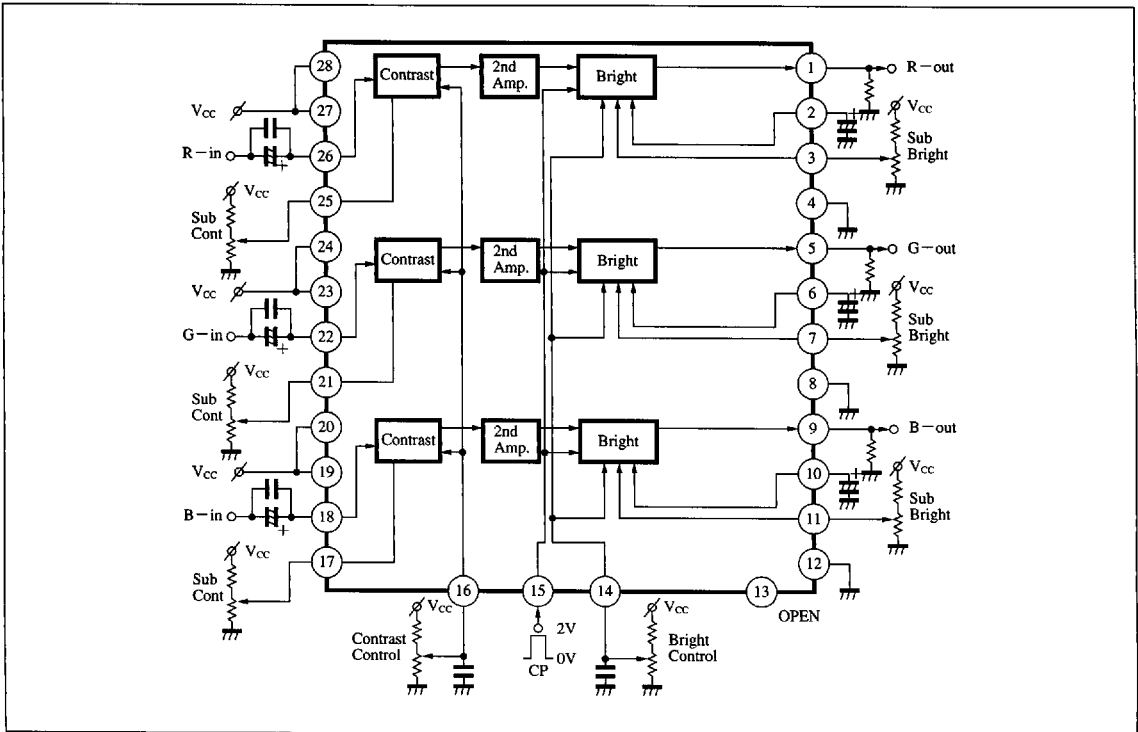 28
Contrast
2nd
Amp.
Bright
1
R-out
VCC
27
2
VCC
Sub
Bright
R-in
26
+
+
3
VCC
25
4
Sub
Cont
24
Contrast
2nd
Amp.
Bright
5
G-out
VCC
23
6
VCC
Sub
Bright
G-in
22
+
+
7
VCC
21
8
Sub
Cont
20
Contrast
2nd
Amp.
Bright
9
B-out
VCC
19
10
VCC
Sub
Bright
B-in
18
+
+
11
VCC
17
12
Sub
Cont
16
15
14
13
OPEN
VCC
Contrast
Control
2V
0V
CP
VCC
Bright
Control